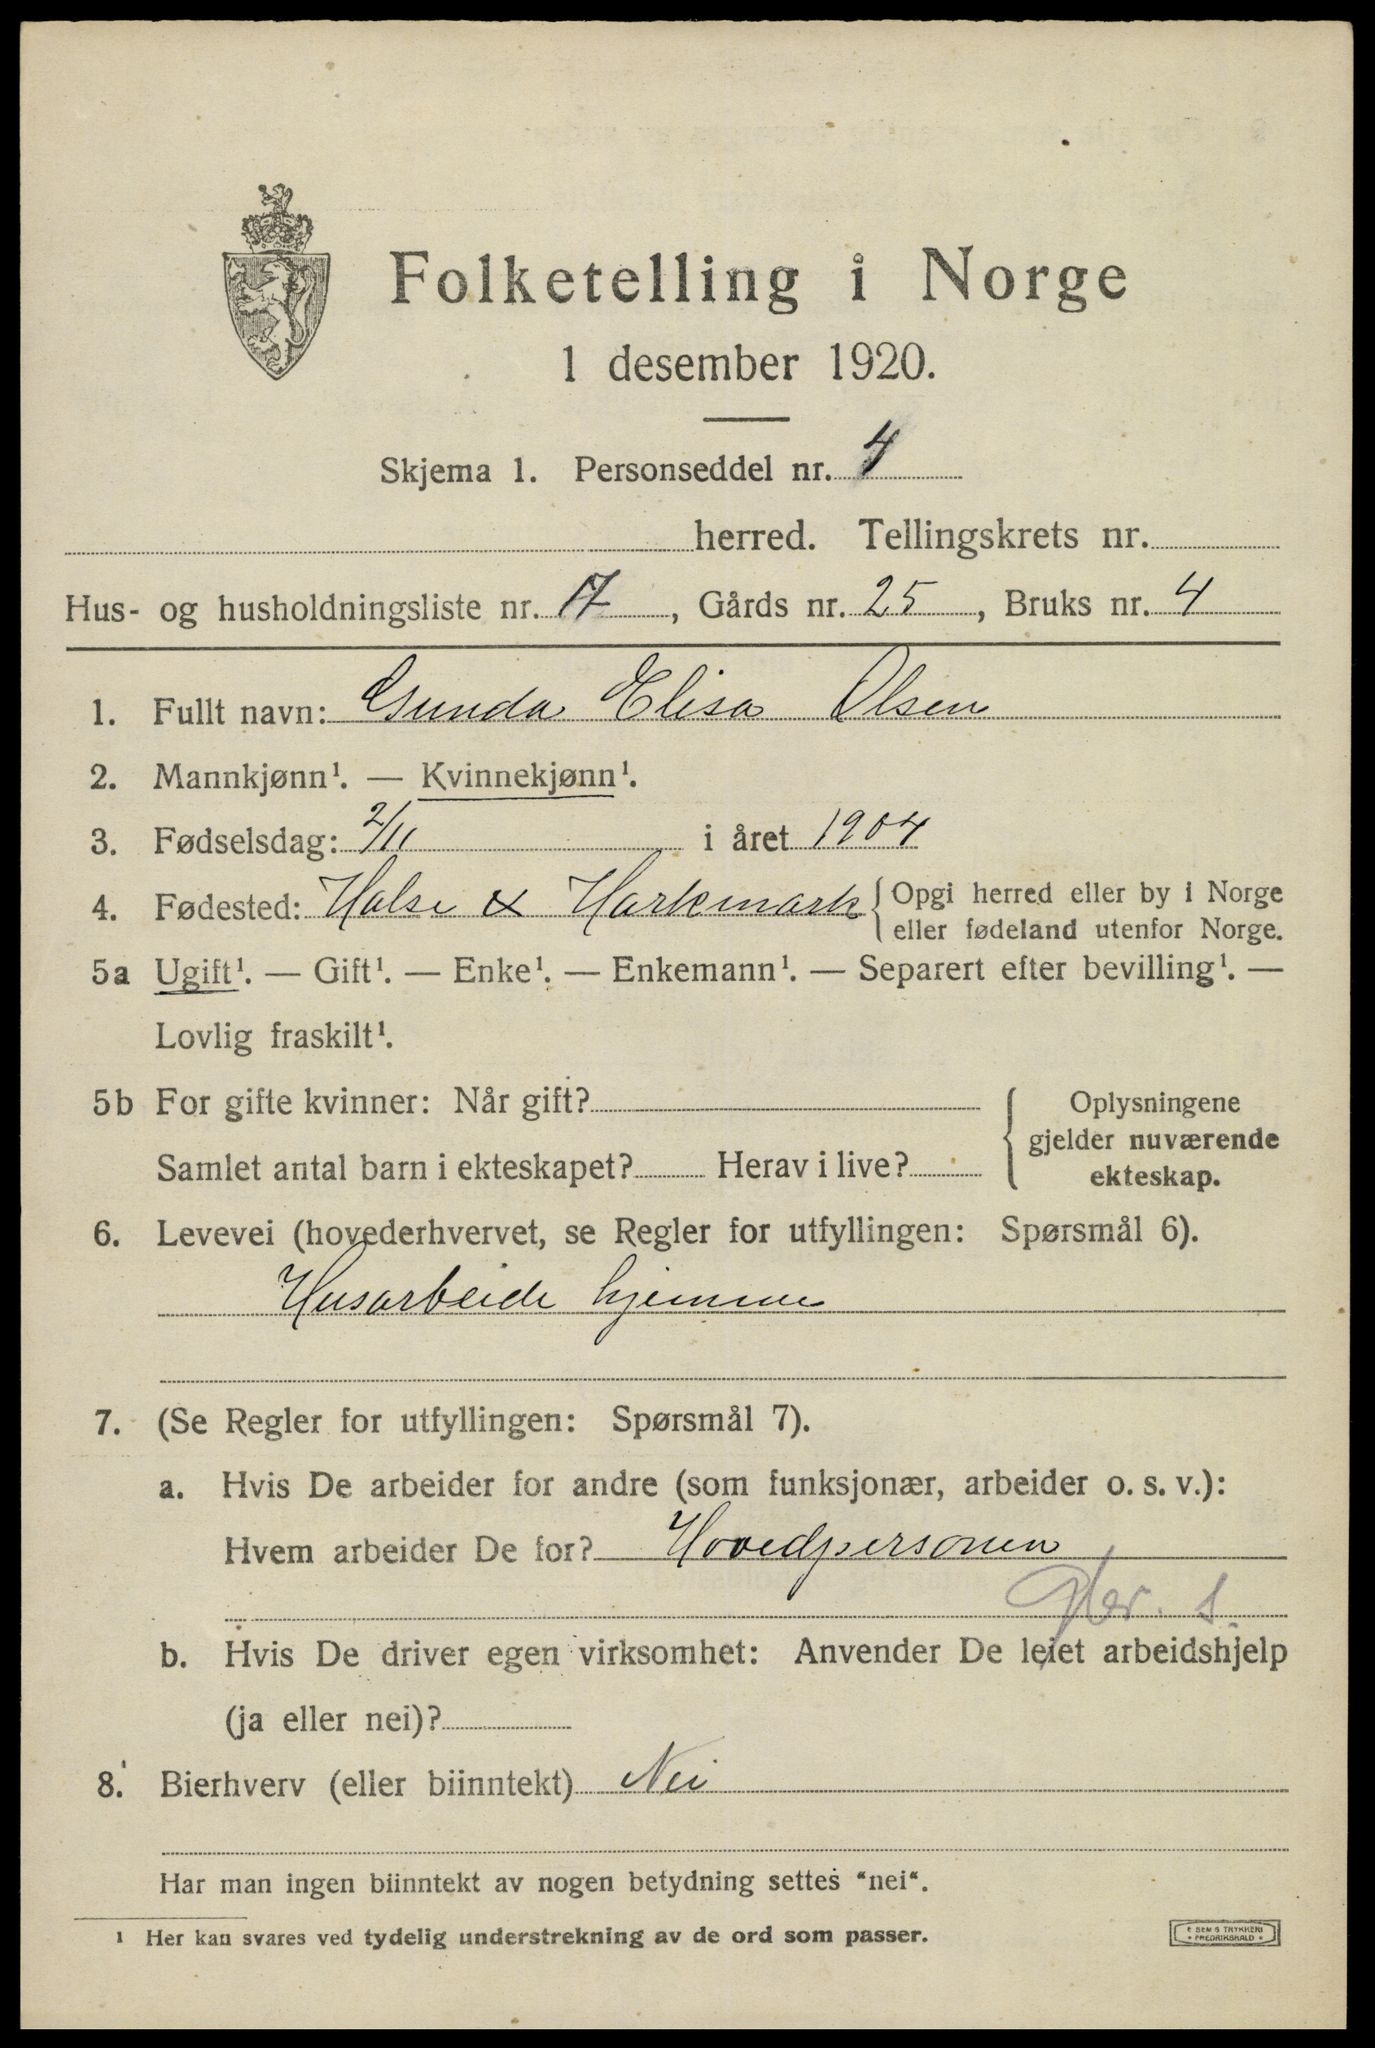 Folketelling i Norge
1 desember 1920.
Skjema 1. Personseddel nr. 4
herred. Tellingskrets nr.
Hus- og husholdningsliste nr. 17, Gårds nr. 25, Bruks nr. 4
1. Fullt navn: Gunda Elisa Olsen
2. Mannkjønn¹. — Kvinnekjønn¹.
3. Fødselsdag: 2/11 i året 1904
4. Fødested: Halse & Harkmark { Opgi herred eller by i Norge
eller fødeland utenfor Norge.
5a Ugift¹. — Gift¹. — Enke¹. — Enkemann¹. — Separert efter bevilling¹. —
Lovlig fraskilt¹.
5b For gifte kvinner: Når gift?
Samlet antal barn i ekteskapet? Herav i live?
{ Oplysningene
gjelder nuværende
ekteskap.
6. Levevei (hovederhvervet, se Regler for utfyllingen: Spørsmål 6).
Husarbeide hjemme
7. (Se Regler for utfyllingen: Spørsmål 7).
a. Hvis De arbeider for andre (som funksjonær, arbeider o. s. v.):
Hvem arbeider De for? Hovedpersonen
s.
b. Hvis De driver egen virksomhet: Anvender De leiet arbeidshjelp
(ja eller nei)?
8. Bierhverv (eller biinntekt) Nei
Har man ingen biinntekt av nogen betydning settes "nei".
1 Her kan svares ved tydelig understrekning av de ord som passer.
E SEM'S TRYKKERI
FREDRIKSHALD